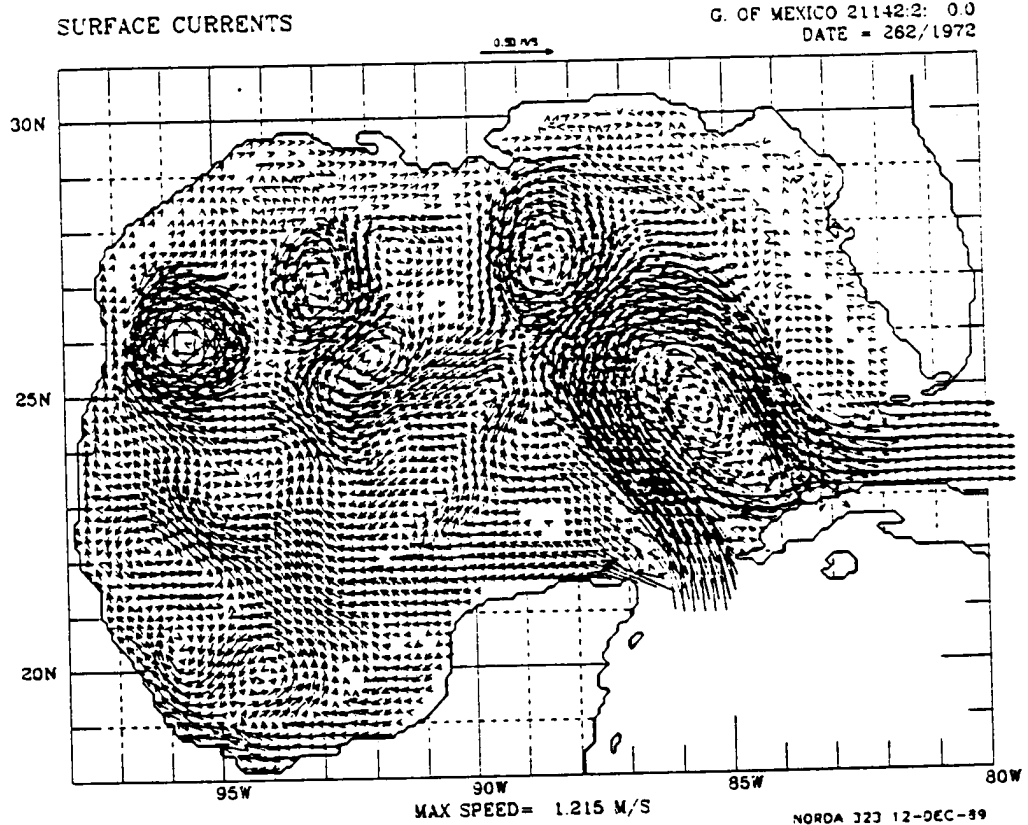 SURFACE CURRENTS
G. OF MEXICO 21142:2: 0.0
DATE = 262/1972
0.50 M/S
30N
25N
20N
95W
90W
85W
80W
MAX SPEED= 1.215 M/S
NORDA 323 12-DEC-89